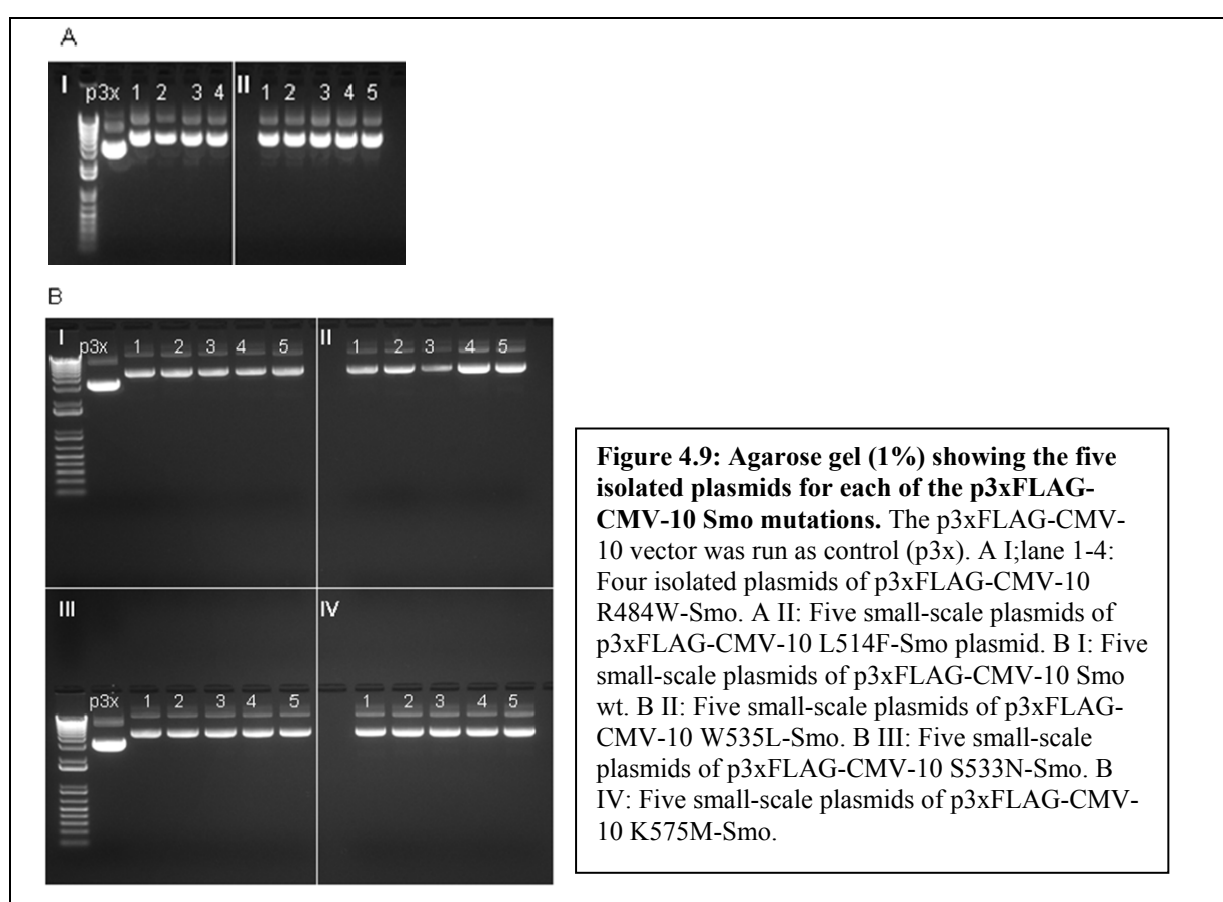 A
I
p3x 1 2 3 4
II
1 2 3 4 5
B
I
p3x 1 2 3 4 5
II
1 2 3 4 5
III
p3x 1 2 3 4 5
IV
1 2 3 4 5
Figure 4.9: Agarose gel (1%) showing the five
isolated plasmids for each of the p3xFLAG-
CMV-10 Smo mutations. The p3xFLAG-CMV-
10 vector was run as control (p3x). A I;lane 1-4:
Four isolated plasmids of p3xFLAG-CMV-10
R484W-Smo. A II: Five small-scale plasmids of
p3xFLAG-CMV-10 L514F-Smo plasmid. B I: Five
small-scale plasmids of p3xFLAG-CMV-10 Smo
wt. B II: Five small-scale plasmids of p3xFLAG-
CMV-10 W535L-Smo. B III: Five small-scale
plasmids of p3xFLAG-CMV-10 S533N-Smo. B
IV: Five small-scale plasmids of p3xFLAG-CMV-
10 K575M-Smo.